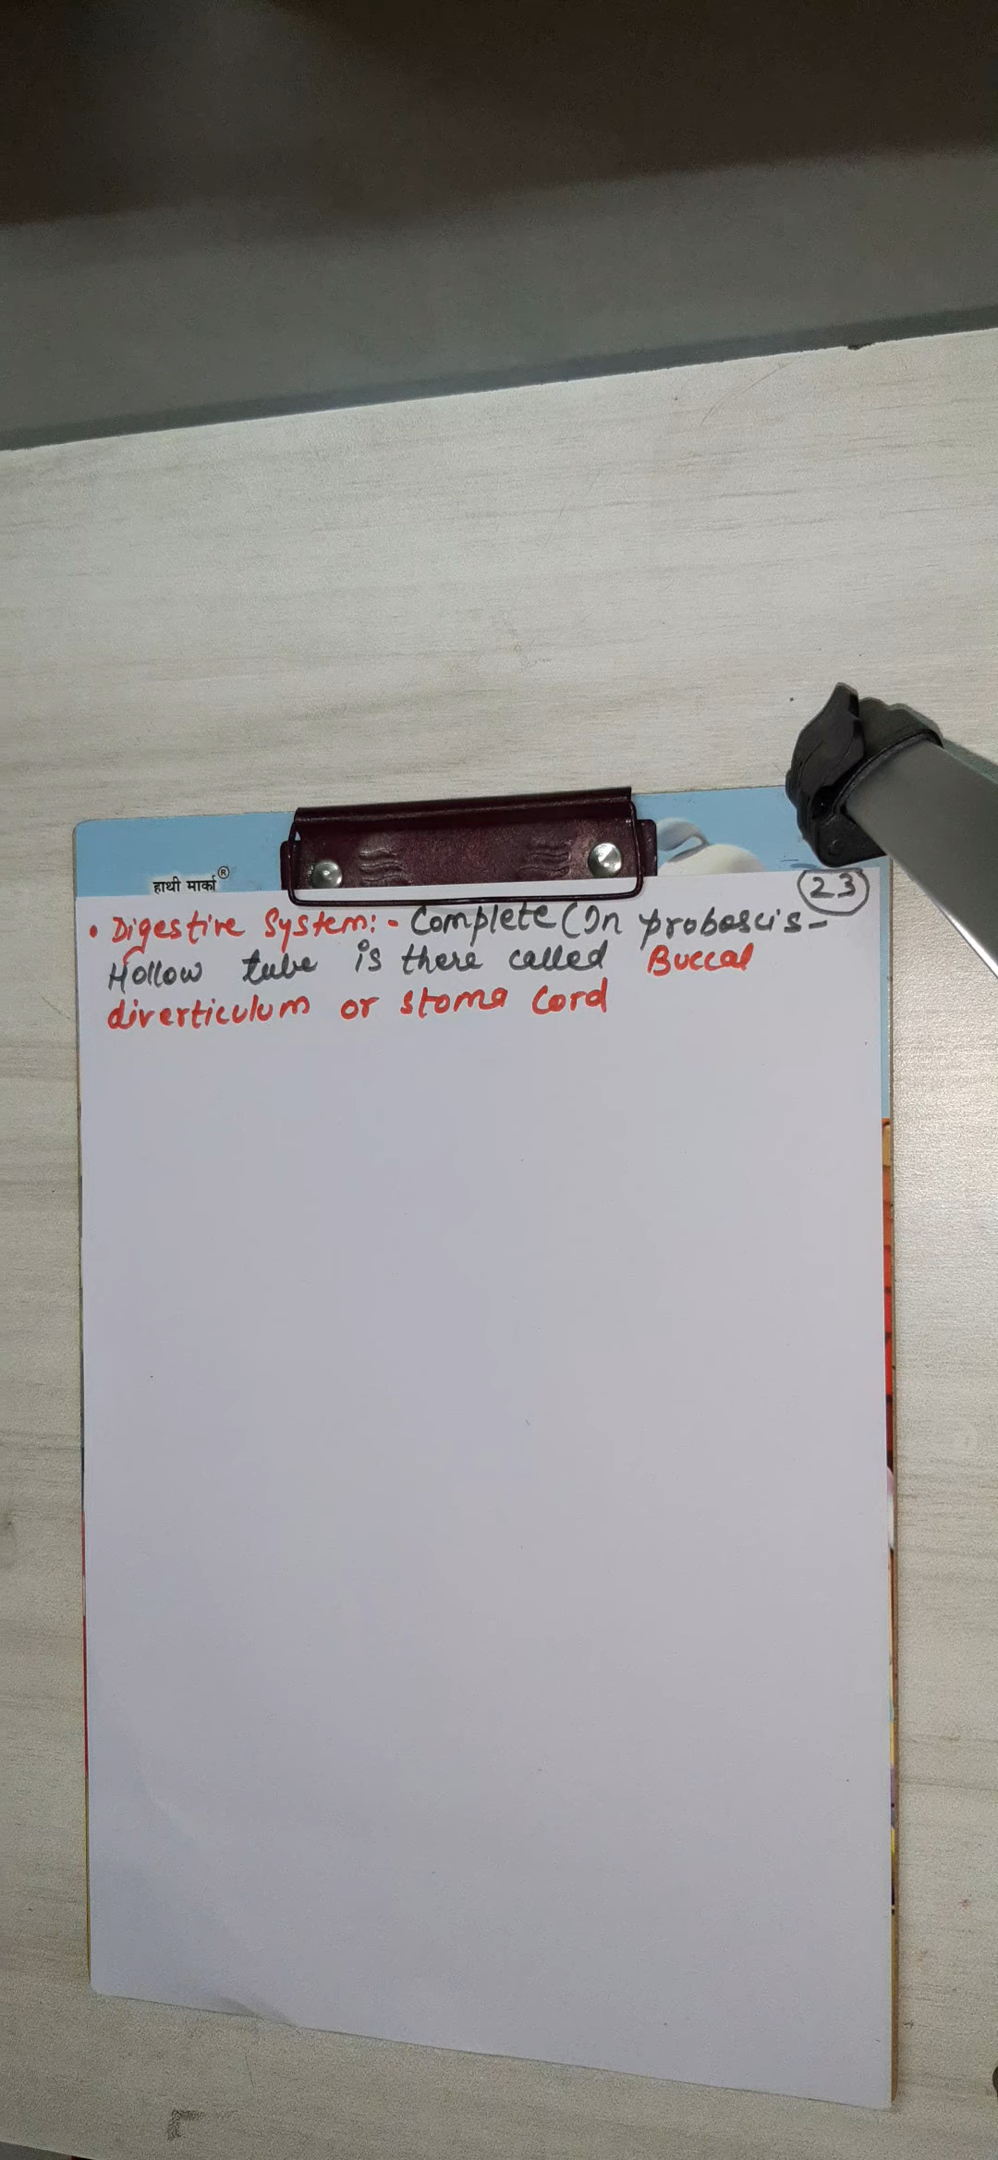 हाथी मार्का®
23
• Digestive System:- Complete (In proboscis-
Hollow tube is there called Buccal
diverticulum or stoma cord